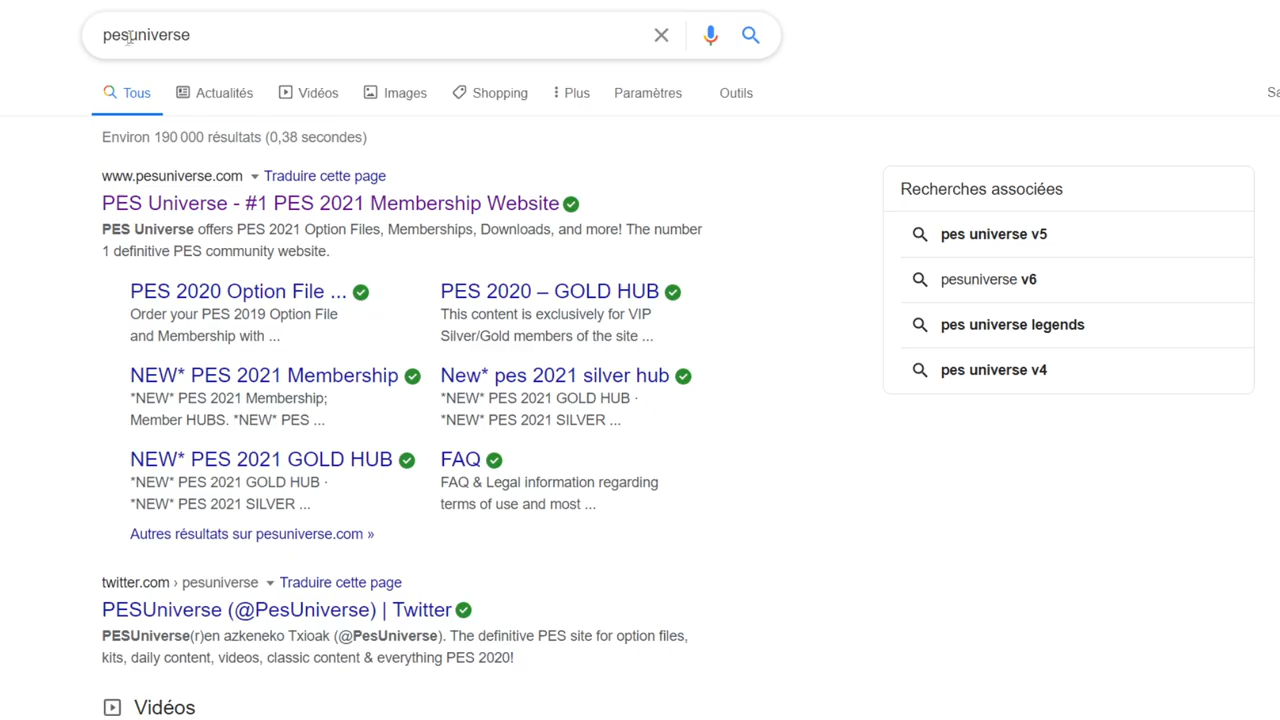 pesuniverse
Tous Actualités Vidéos Images Shopping Plus Paramètres Outils Sa
Environ 190 000 résultats (0,38 secondes)
www.pesuniverse.com Traduire cette page
PES Universe - #1 PES 2021 Membership Website
PES Universe offers PES 2021 Option Files, Memberships, Downloads, and more! The number
1 definitive PES community website.
PES 2020 Option File ...
Order your PES 2019 Option File
and Membership with ...
PES 2020 – GOLD HUB
This content is exclusively for VIP
Silver/Gold members of the site ...
NEW* PES 2021 Membership
*NEW* PES 2021 Membership;
Member HUBS. *NEW* PES ...
New* pes 2021 silver hub
*NEW* PES 2021 GOLD HUB ·
*NEW* PES 2021 SILVER ...
NEW* PES 2021 GOLD HUB
*NEW* PES 2021 GOLD HUB ·
*NEW* PES 2021 SILVER ...
FAQ
FAQ & Legal information regarding
terms of use and most ...
Autres résultats sur pesuniverse.com »
twitter.com › pesuniverse Traduire cette page
PESUniverse (@PesUniverse) | Twitter
PESUniverse(r)en azkeneko Txioak (@PesUniverse). The definitive PES site for option files,
kits, daily content, videos, classic content & everything PES 2020!
Vidéos
Recherches associées
pes universe v5
pesuniverse v6
pes universe legends
pes universe v4